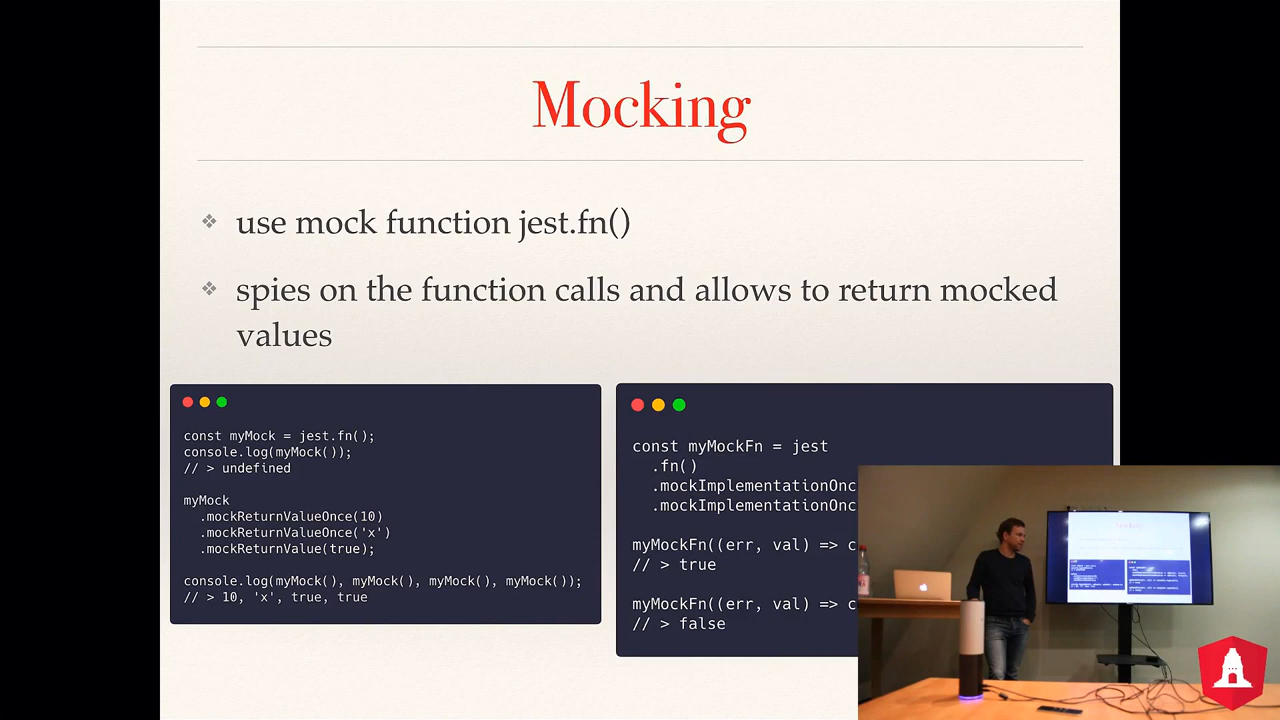 Mocking
use mock function jest.fn()
spies on the function calls and allows to return mocked
values
const myMock = jest.fn();
console.log(myMock());
// > undefined
myMock
.mockReturnValueOnce(10)
.mockReturnValueOnce('x')
.mockReturnValue(true);
console.log(myMock(), myMock(), myMock(), myMock());
// > 10, 'x', true, true
const myMockFn = jest
.fn()
.mockImplementationOnc
.mockImplementationOnc
myMockFn((err, val) => c
// > true
myMockFn((err, val) => c
// > false